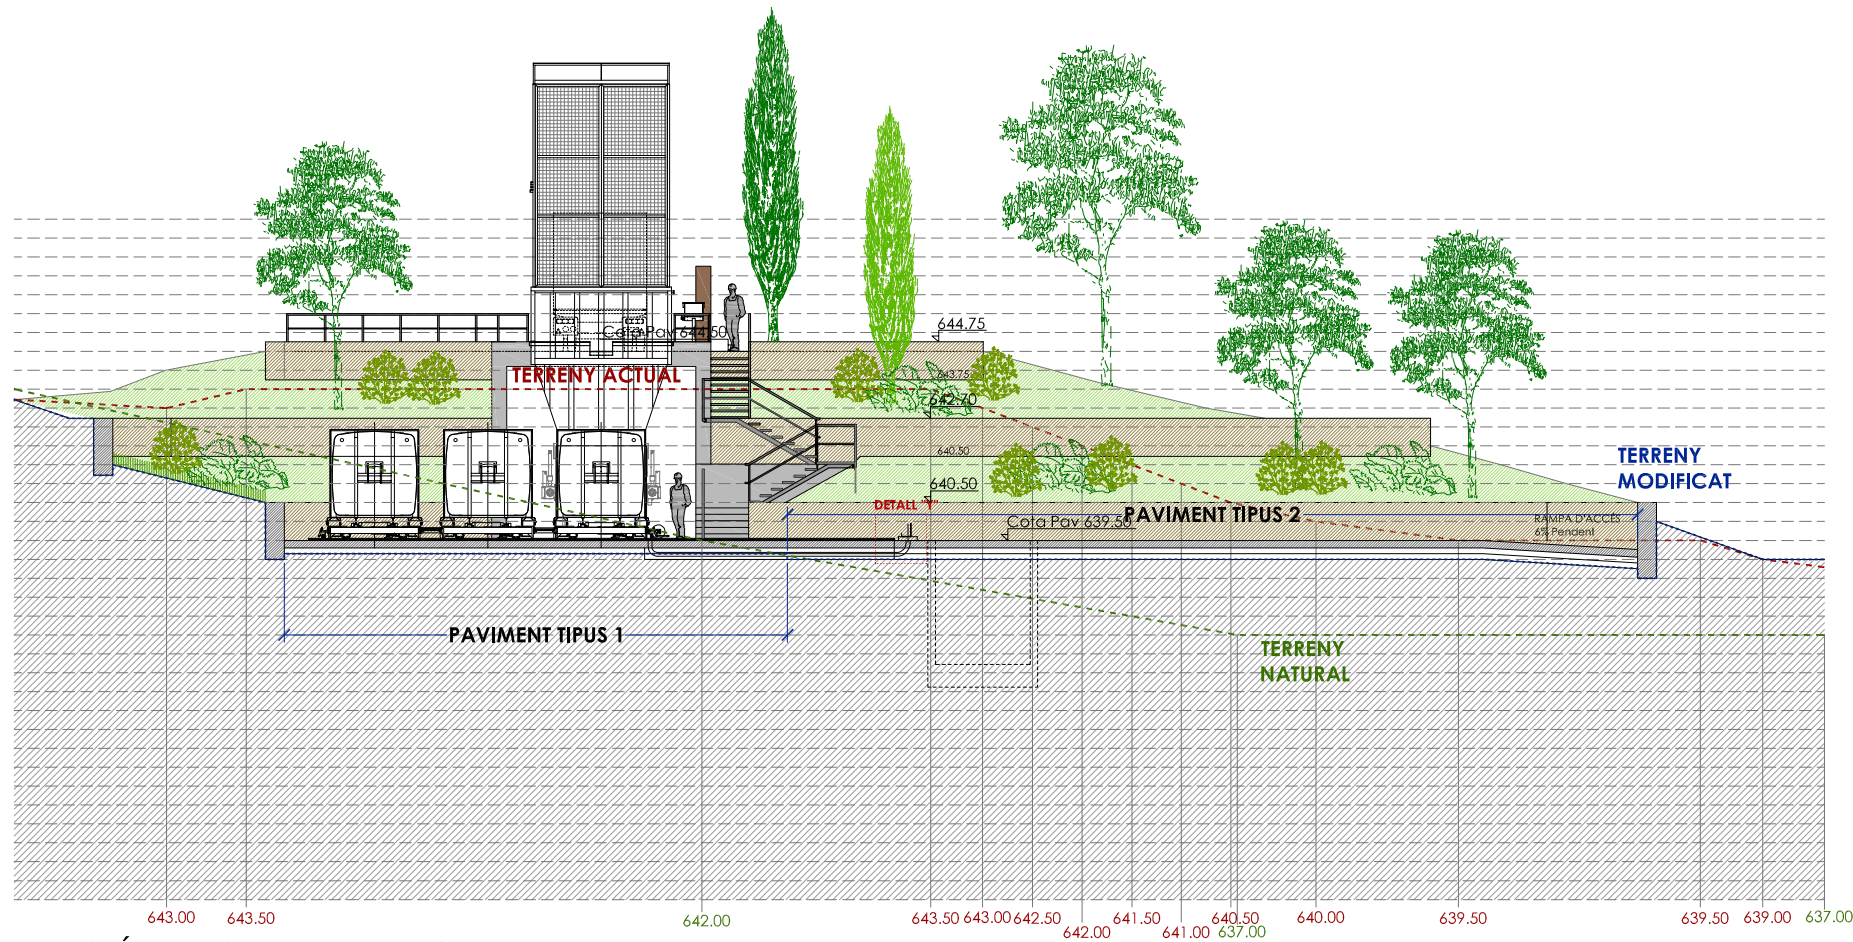 644.75
Cota Pav 644.50
TERRENY ACTUAL
643.75
642.70
640.50
TERRENY
MODIFICAT
640.50
DETALL "Y"
PAVIMENT TIPUS 2
Cota Pav 639.50
RAMPA D'ACCÉS
6% Pendent
PAVIMENT TIPUS 1
TERRENY
NATURAL
643.00 643.50 642.00 643.50 643.00 642.50 641.50 640.50 640.00 639.50 639.50 639.00 637.00
642.00 641.00 637.00